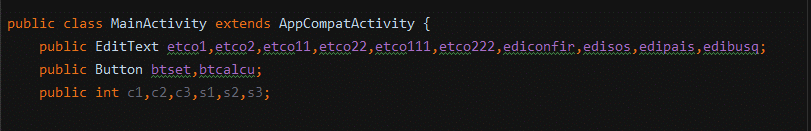 public class MainActivity extends AppCompatActivity {
public EditText etco1,etco2,etco11,etco22,etco111,etco222,ediconfir,edisos,edipais,edibusq;
public Button btset,btcalcu;
public int c1,c2,c3,s1,s2,s3;